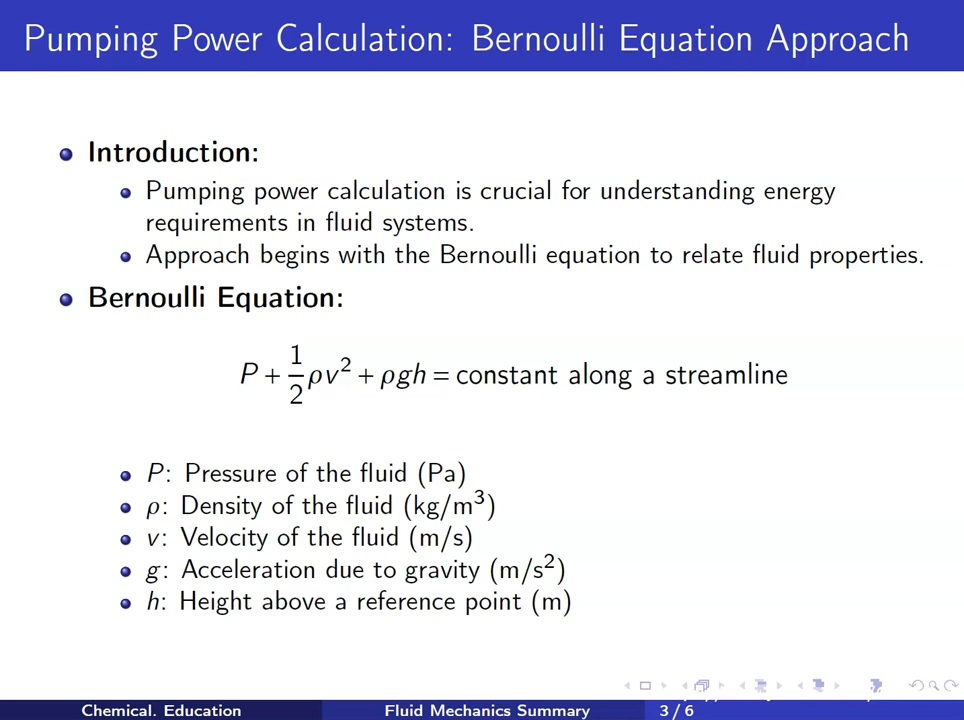 Pumping Power Calculation: Bernoulli Equation Approach
Introduction:
Pumping power calculation is crucial for understanding energy
requirements in fluid systems.
Approach begins with the Bernoulli equation to relate fluid properties.
Bernoulli Equation:
P + 1/2 ρv² + ρgh = constant along a streamline
P: Pressure of the fluid (Pa)
ρ: Density of the fluid (kg/m³)
v: Velocity of the fluid (m/s)
g: Acceleration due to gravity (m/s²)
h: Height above a reference point (m)
Chemical. Education
Fluid Mechanics Summary
3 / 6